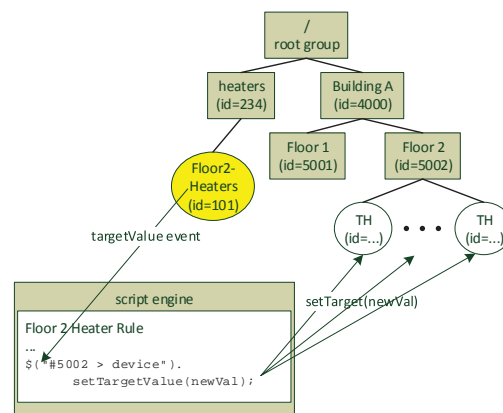 /
root group
heaters
(id=234)
Building A
(id=4000)
Floor 1
(id=5001)
Floor 2
(id=5002)
Floor2-
Heaters
(id=101)
TH
(id=...)
• • •
TH
(id=...)
targetValue event
setTarget(newVal)
script engine
Floor 2 Heater Rule
...
$("#5002 > device").
setTargetValue(newVal);